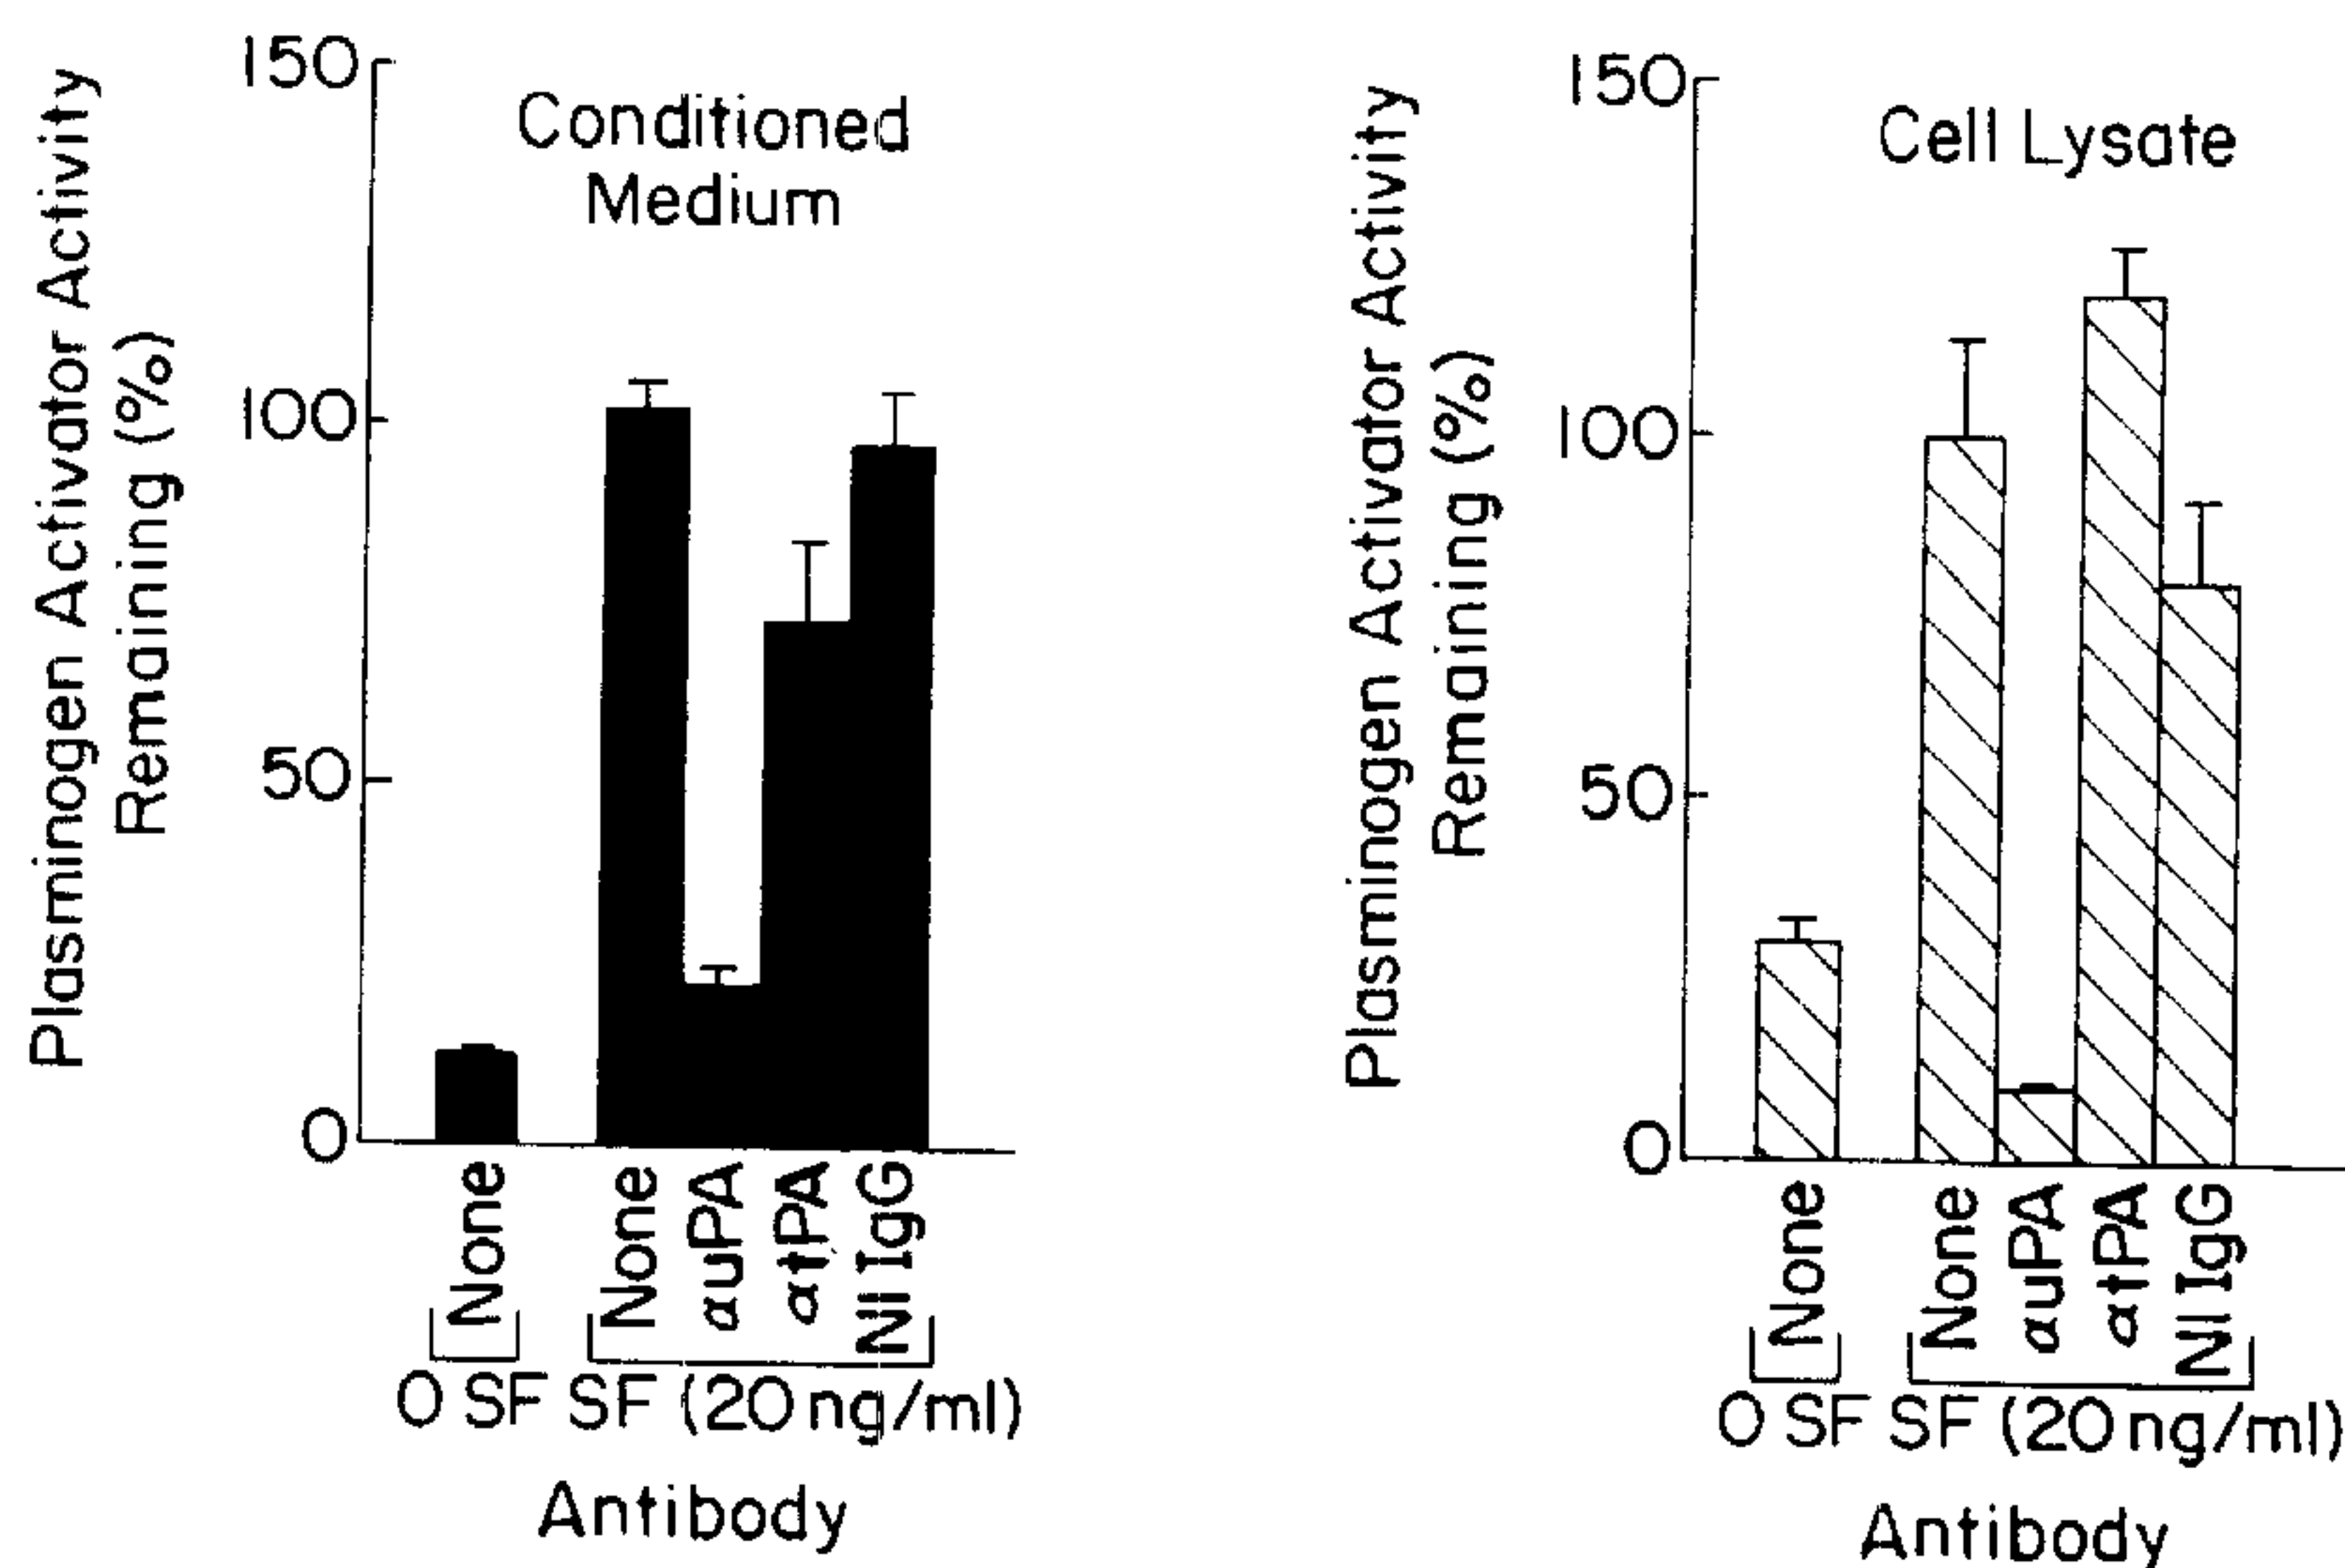 Plasminogen Activator Activity
Remaining (%)
150
100
50
0
Conditioned
Medium
None
None
αuPA
αtPA
NI IgG
0 SF SF (20 ng/ml)
Antibody
Plasminogen Activator Activity
Remaining (%)
150
100
50
0
Cell Lysate
None
None
αuPA
αtPA
NI IgG
0 SF SF (20 ng/ml)
Antibody